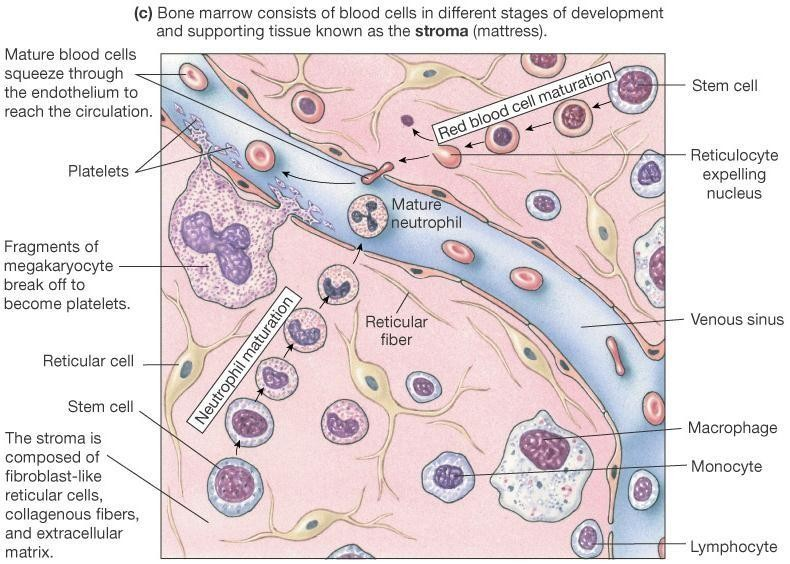 (c) Bone marrow consists of blood cells in different stages of development
and supporting tissue known as the stroma (mattress).
Mature blood cells
squeeze through
the endothelium to
reach the circulation.
Platelets
Fragments of
megakaryocyte
break off to
become platelets.
Reticular cell
Stem cell
The stroma is
composed of
fibroblast-like
reticular cells,
collagenous fibers,
and extracellular
matrix.
Red blood cell maturation
Mature
neutrophil
Neutrophil maturation
Reticular
fiber
Stem cell
Reticulocyte
expelling
nucleus
Venous sinus
Macrophage
Monocyte
Lymphocyte